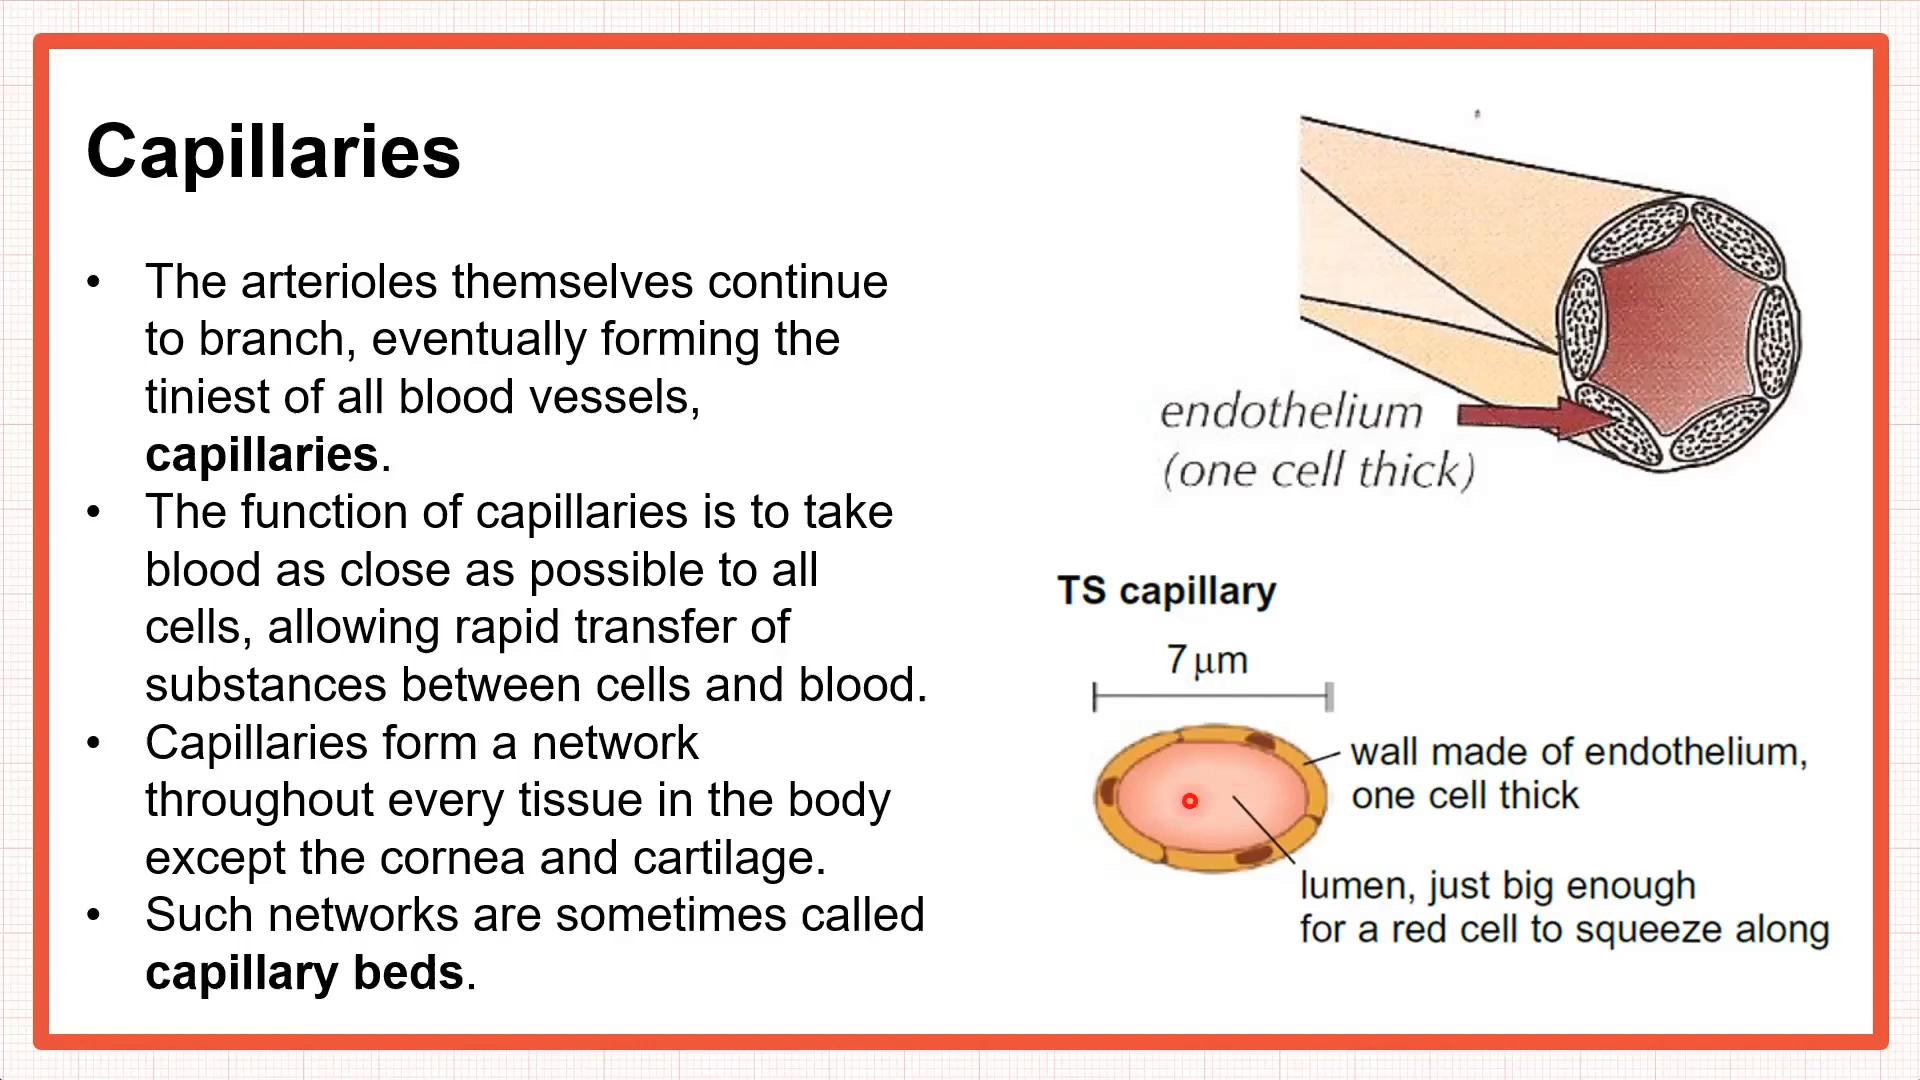 Capillaries
• The arterioles themselves continue
to branch, eventually forming the
tiniest of all blood vessels,
capillaries.
• The function of capillaries is to take
blood as close as possible to all
cells, allowing rapid transfer of
substances between cells and blood.
• Capillaries form a network
throughout every tissue in the body
except the cornea and cartilage.
• Such networks are sometimes called
capillary beds.
endothelium
(one cell thick)
TS capillary
7 μm
wall made of endothelium,
one cell thick
lumen, just big enough
for a red cell to squeeze along